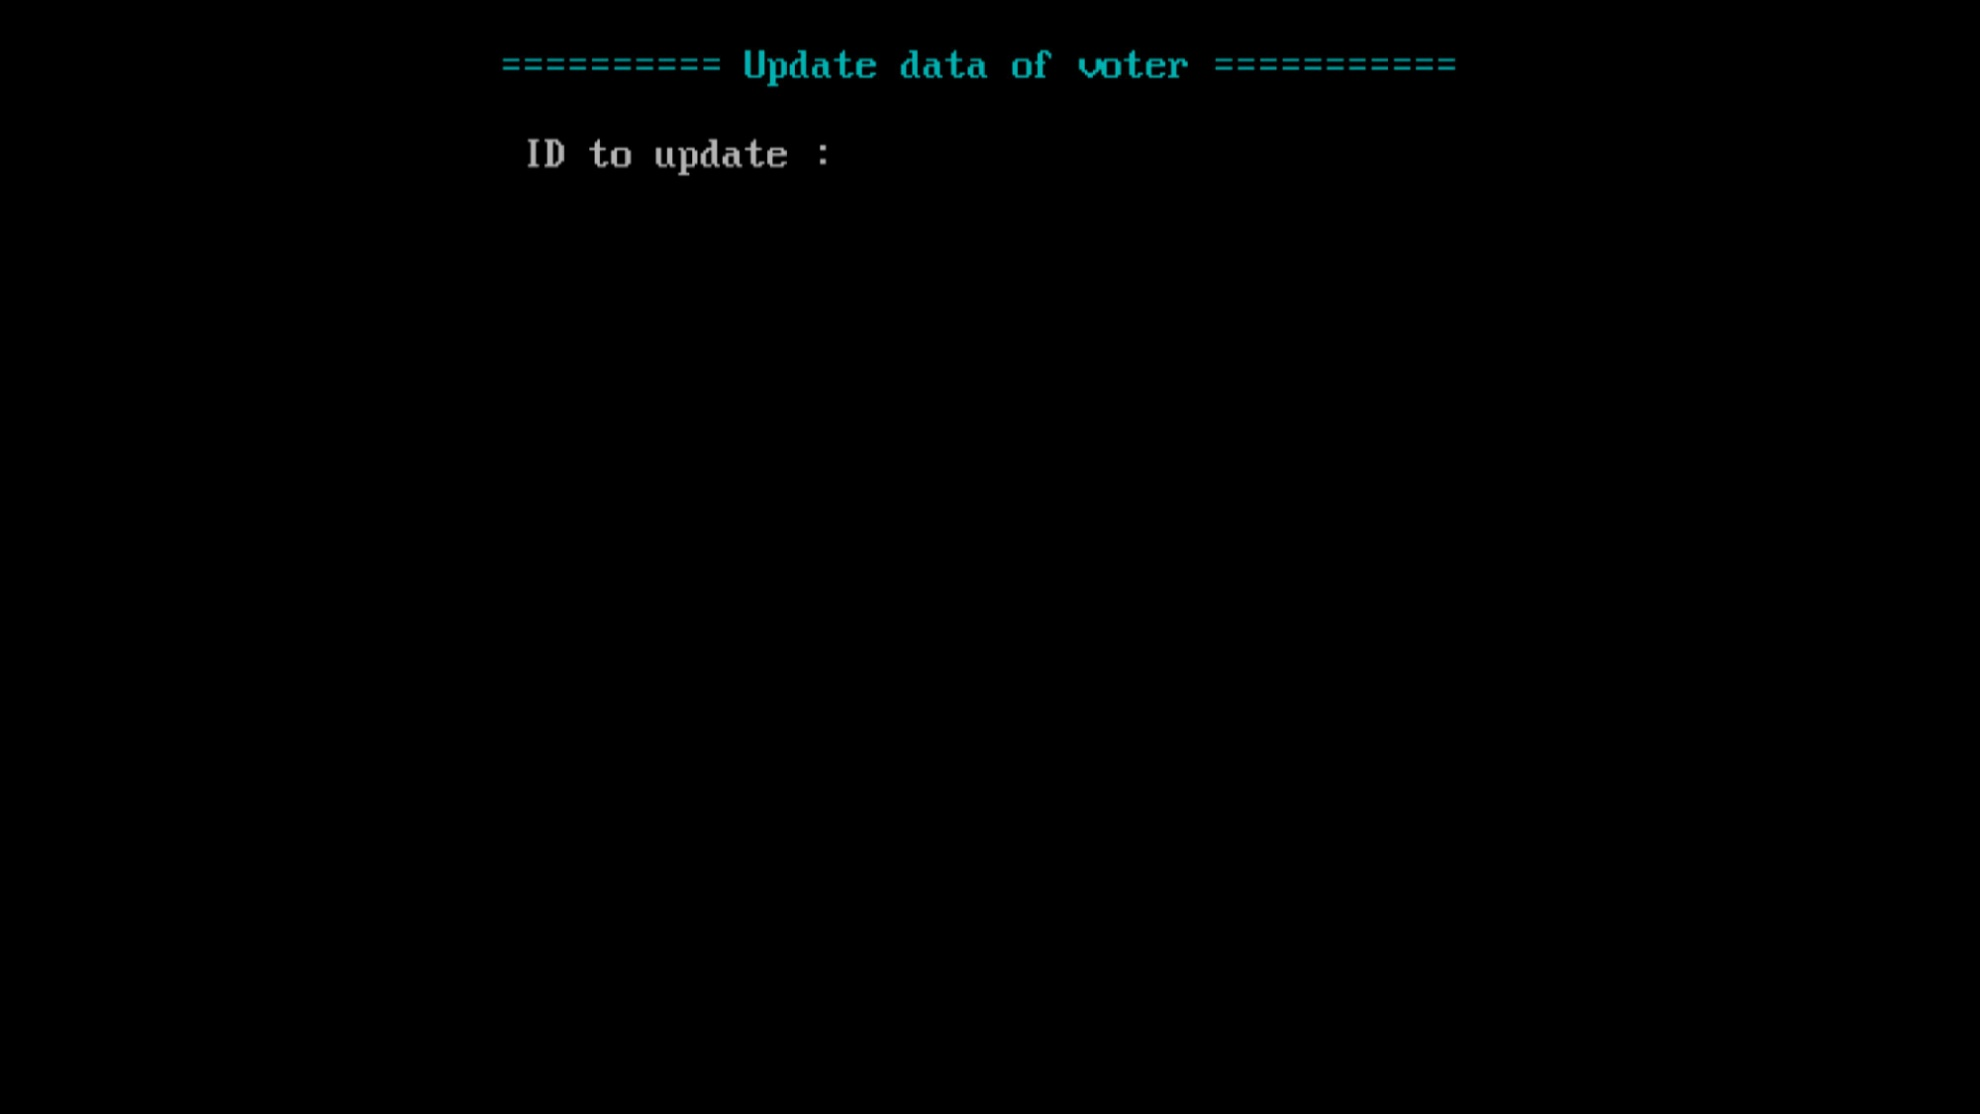 ========== Update data of voter ===========
ID to update :